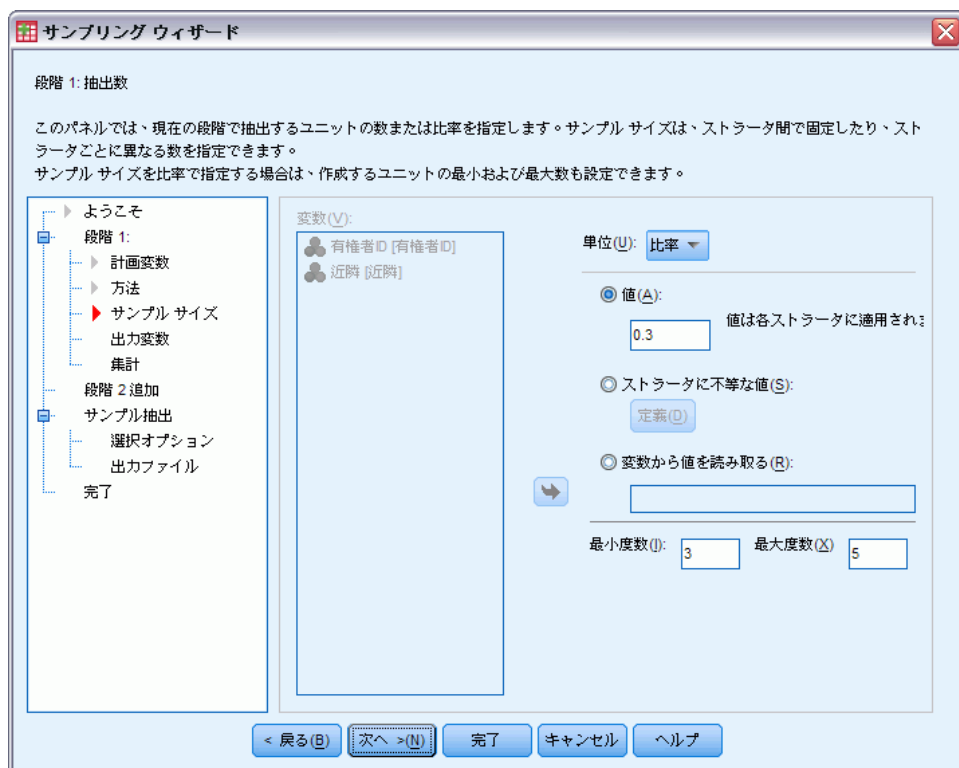 サンプリング ウィザード
段階 1: 抽出数
このパネルでは、現在の段階で抽出するユニットの数または比率を指定します。サンプル サイズは、ストラータ間で固定したり、スト
ラータごとに異なる数を指定できます。
サンプル サイズを比率で指定する場合は、作成するユニットの最小および最大数も設定できます。
ようこそ
段階 1:
計画変数
方法
サンプル サイズ
出力変数
集計
段階 2 追加
サンプル抽出
選択オプション
出力ファイル
完了
変数(V):
有権者ID [有権者ID]
近隣 [近隣]
単位(U): 比率
値(A):
0.3
値は各ストラータに適用されま
ストラータに不等な値(S):
定義(D)
変数から値を読み取る(R):
最小度数(I): 3 最大度数(X) 5
< 戻る(B) 次へ >(N) 完了 キャンセル ヘルプ